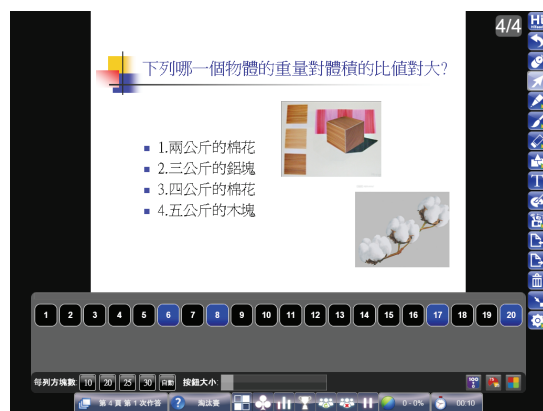 4/4
Hi
下列哪一個物體的重量對體積的比值對大?
1.兩公斤的棉花
2.三公斤的鋁塊
3.四公斤的棉花
4.五公斤的木塊
1 2 3 4 5 6 7 8 9 10 11 12 13 14 15 16 17 18 19 20
每列方塊數: 10 20 25 30 自動 按鈕大小:
100
第 4 頁 第 1 次作答 ? 淘汰賽 0 - 0% 00:10